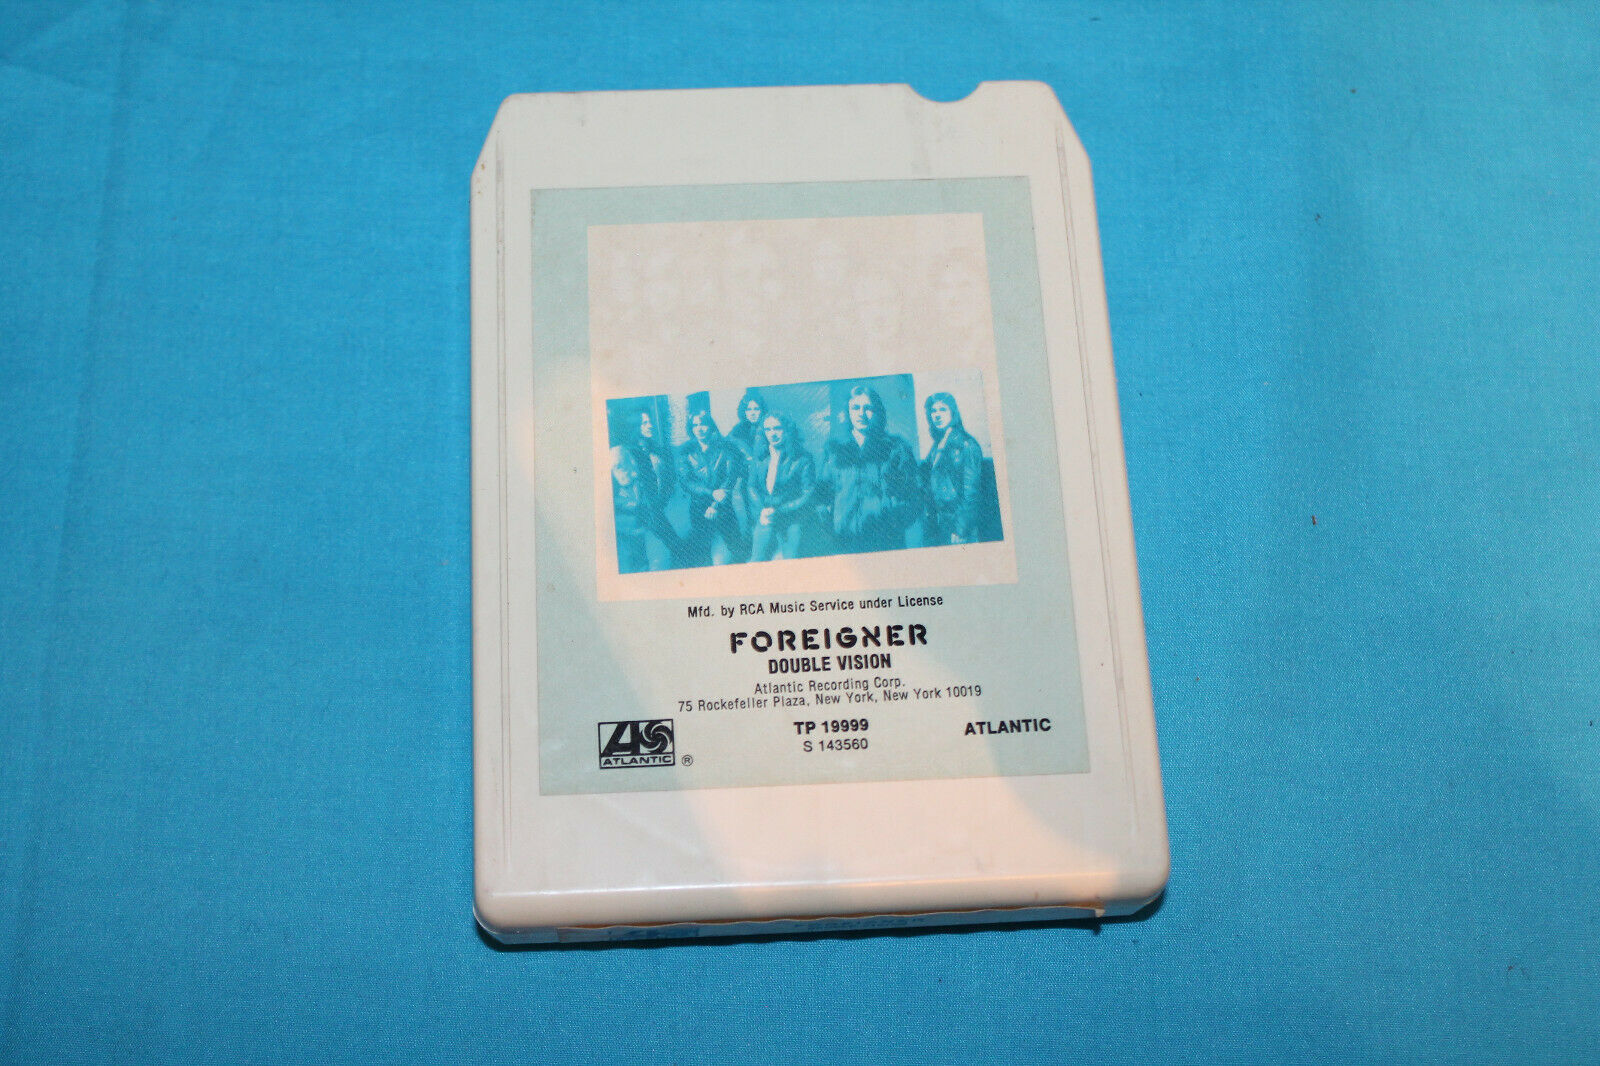 Mfd. by RCA Music Service under License
FOREIGNER
DOUBLE VISION
Atlantic Recording Corp.
75 Rockefeller Plaza, New York, New York 10019
ATLANTIC ®
TP 19999
S 143560
ATLANTIC
FOREIGNER